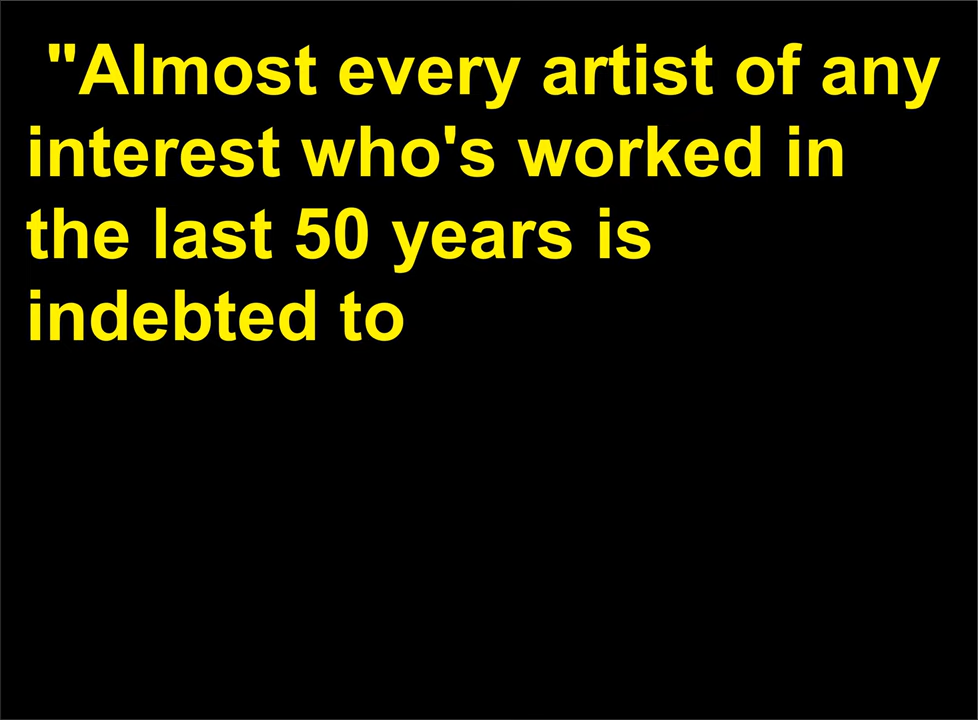 "Almost every artist of any
interest who's worked in
the last 50 years is
indebted to